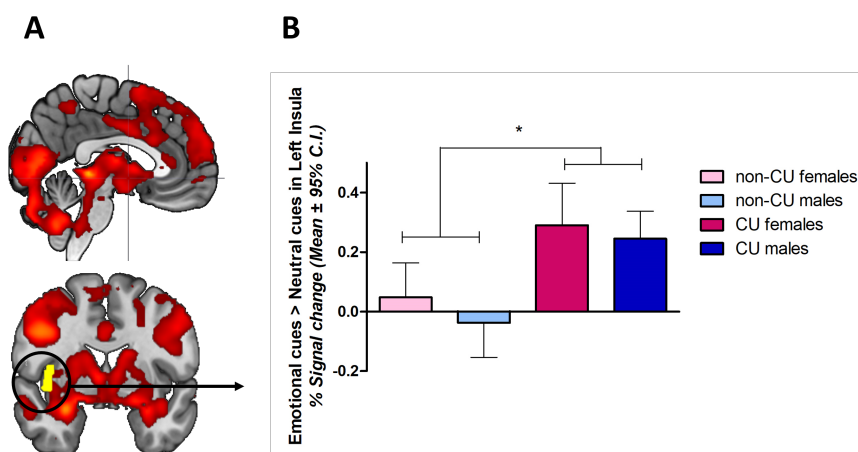 A
B
Emotional cues > Neutral cues in Left Insula
% Signal change (Mean ± 95% C.I.)
0.4
0.2
0.0
-0.2
*
non-CU females
non-CU males
CU females
CU males